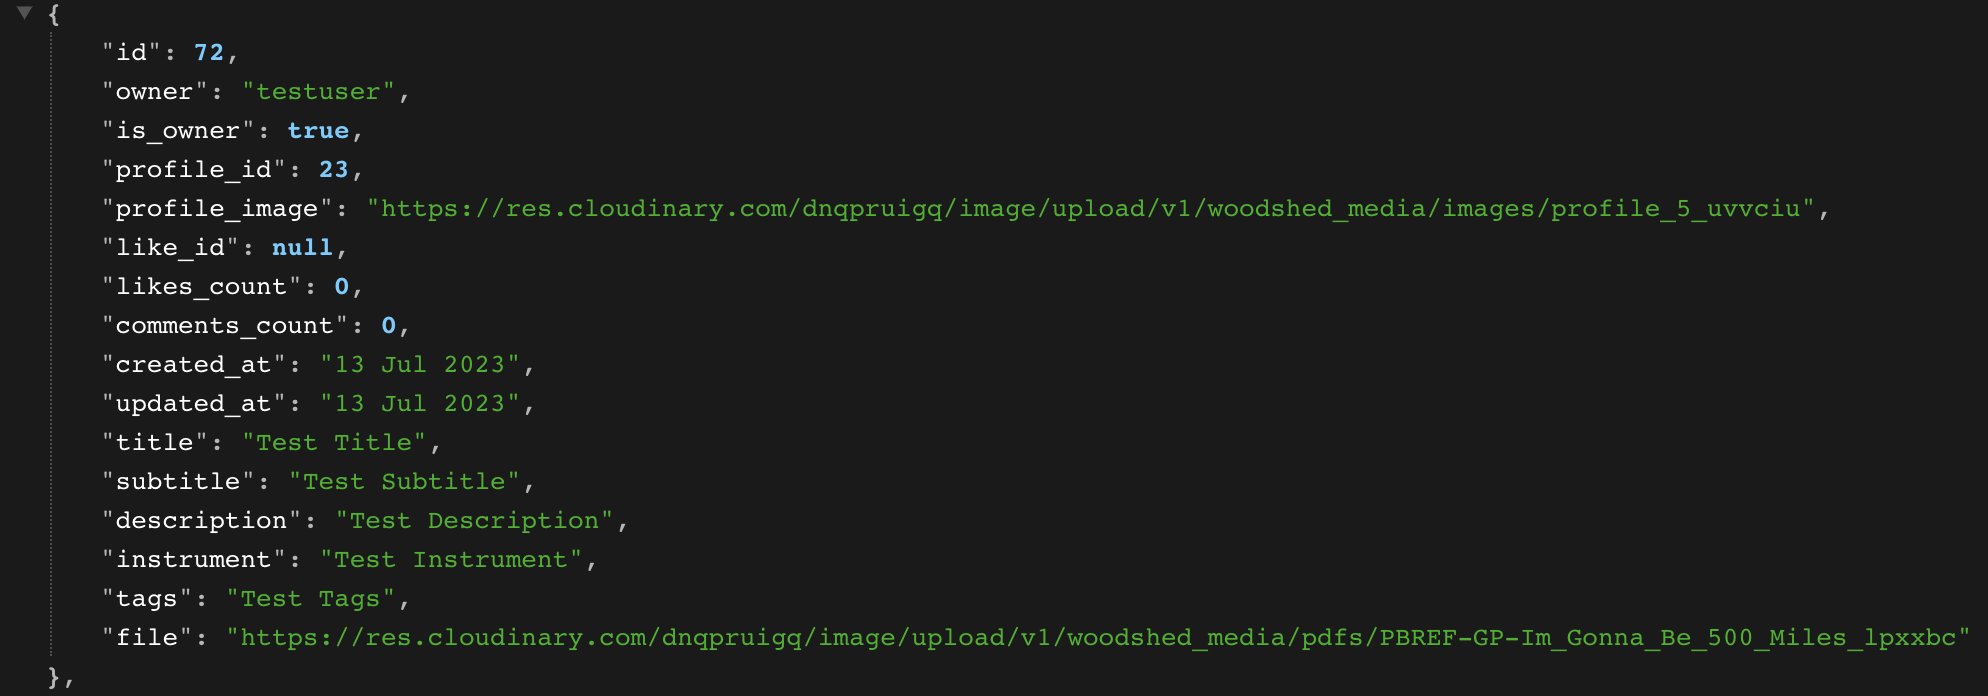 {
"id": 72,
"owner": "testuser",
"is_owner": true,
"profile_id": 23,
"profile_image": "https://res.cloudinary.com/dnqpruigq/image/upload/v1/woodshed_media/images/profile_5_uvvciu",
"like_id": null,
"likes_count": 0,
"comments_count": 0,
"created_at": "13 Jul 2023",
"updated_at": "13 Jul 2023",
"title": "Test Title",
"subtitle": "Test Subtitle",
"description": "Test Description",
"instrument": "Test Instrument",
"tags": "Test Tags",
"file": "https://res.cloudinary.com/dnqpruigq/image/upload/v1/woodshed_media/pdfs/PBREF-GP-Im_Gonna_Be_500_Miles_lpxxbc"
},